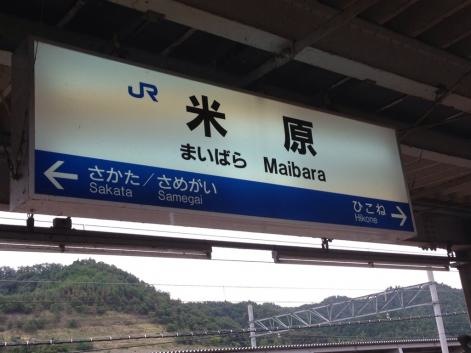 JR
米原
まいばら Maibara
← さかた／さめがい
Sakata Samegai
ひこね →
Hikone